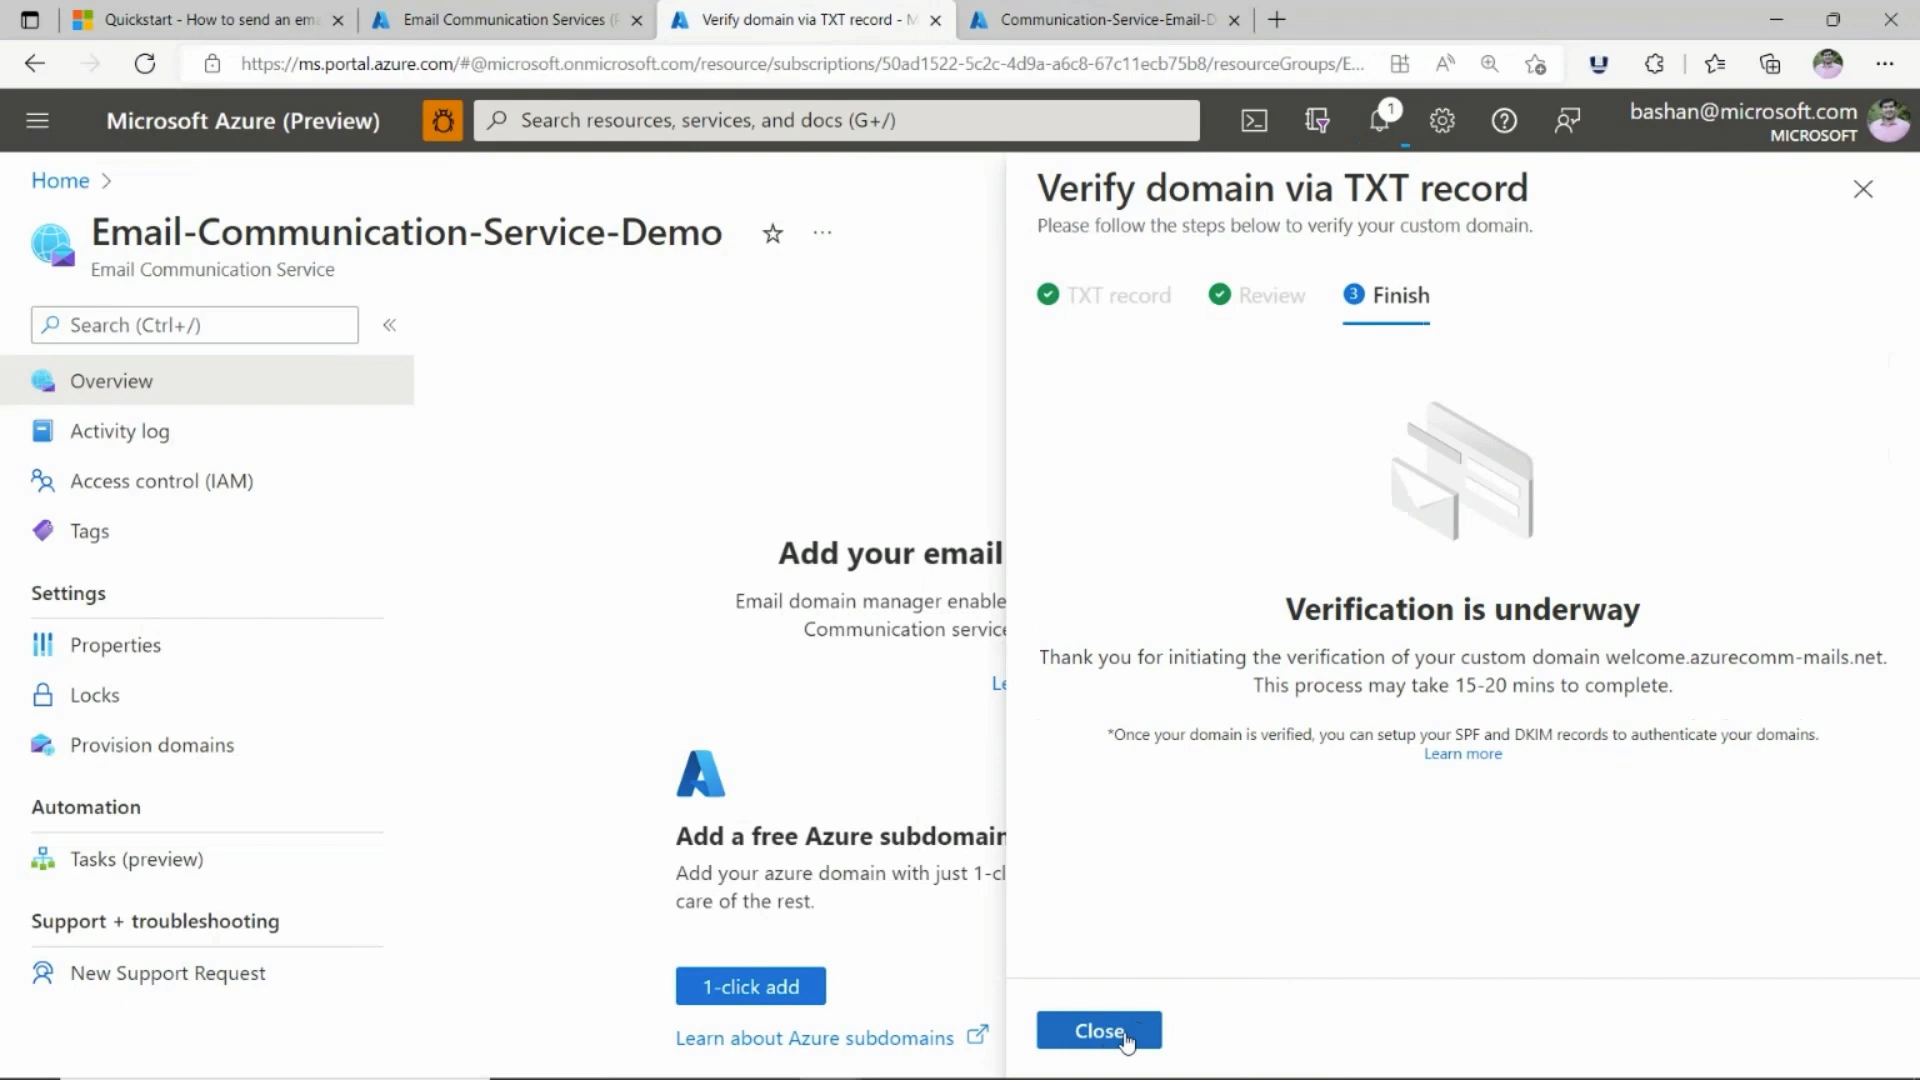 Quickstart - How to send an em
Email Communication Services (
Verify domain via TXT record - M
Communication-Service-Email-D
https://ms.portal.azure.com/#@microsoft.onmicrosoft.com/resource/subscriptions/50ad1522-5c2c-4d9a-a6c8-67c11ecb75b8/resourceGroups/E...
Microsoft Azure (Preview)
Search resources, services, and docs (G+/)
1
bashan@microsoft.com
MICROSOFT
Home
Email-Communication-Service-Demo
Email Communication Service
Search (Ctrl+/)
Overview
Activity log
Access control (IAM)
Tags
Settings
Properties
Locks
Provision domains
Automation
Tasks (preview)
Support + troubleshooting
New Support Request
Add your email
Email domain manager enable
Communication service
Le
Add a free Azure subdomain
Add your azure domain with just 1-cl
care of the rest.
1-click add
Learn about Azure subdomains
Verify domain via TXT record
Please follow the steps below to verify your custom domain.
TXT record
Review
3 Finish
Verification is underway
Thank you for initiating the verification of your custom domain welcome.azurecomm-mails.net.
This process may take 15-20 mins to complete.
*Once your domain is verified, you can setup your SPF and DKIM records to authenticate your domains.
Learn more
Close